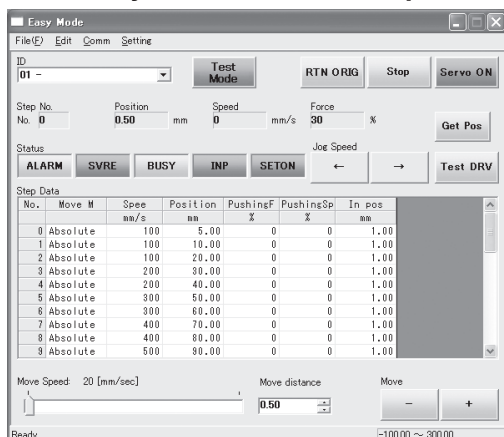 Easy Mode
File(F) Edit Comm Setting
ID
01 -
Test Mode
RTN ORIG
Stop
Servo ON
Step No. Position Speed Force
No. 0 0.50 mm 0 mm/s 30 %
Get Pos
Status
Jog Speed
ALARM SVRE BUSY INP SETON ← → Test DRV
Step Data
No. Move M Spee Position PushingF PushingSp In pos
mm/s mm % % mm
0 Absolute 100 5.00 0 0 1.00
1 Absolute 100 10.00 0 0 1.00
2 Absolute 100 20.00 0 0 1.00
3 Absolute 200 30.00 0 0 1.00
4 Absolute 200 40.00 0 0 1.00
5 Absolute 300 50.00 0 0 1.00
6 Absolute 300 60.00 0 0 1.00
7 Absolute 400 70.00 0 0 1.00
8 Absolute 400 80.00 0 0 1.00
9 Absolute 500 90.00 0 0 1.00
Move Speed: 20 [mm/sec] Move distance Move
0.50 - +
Ready -100.00 ~ 300.00